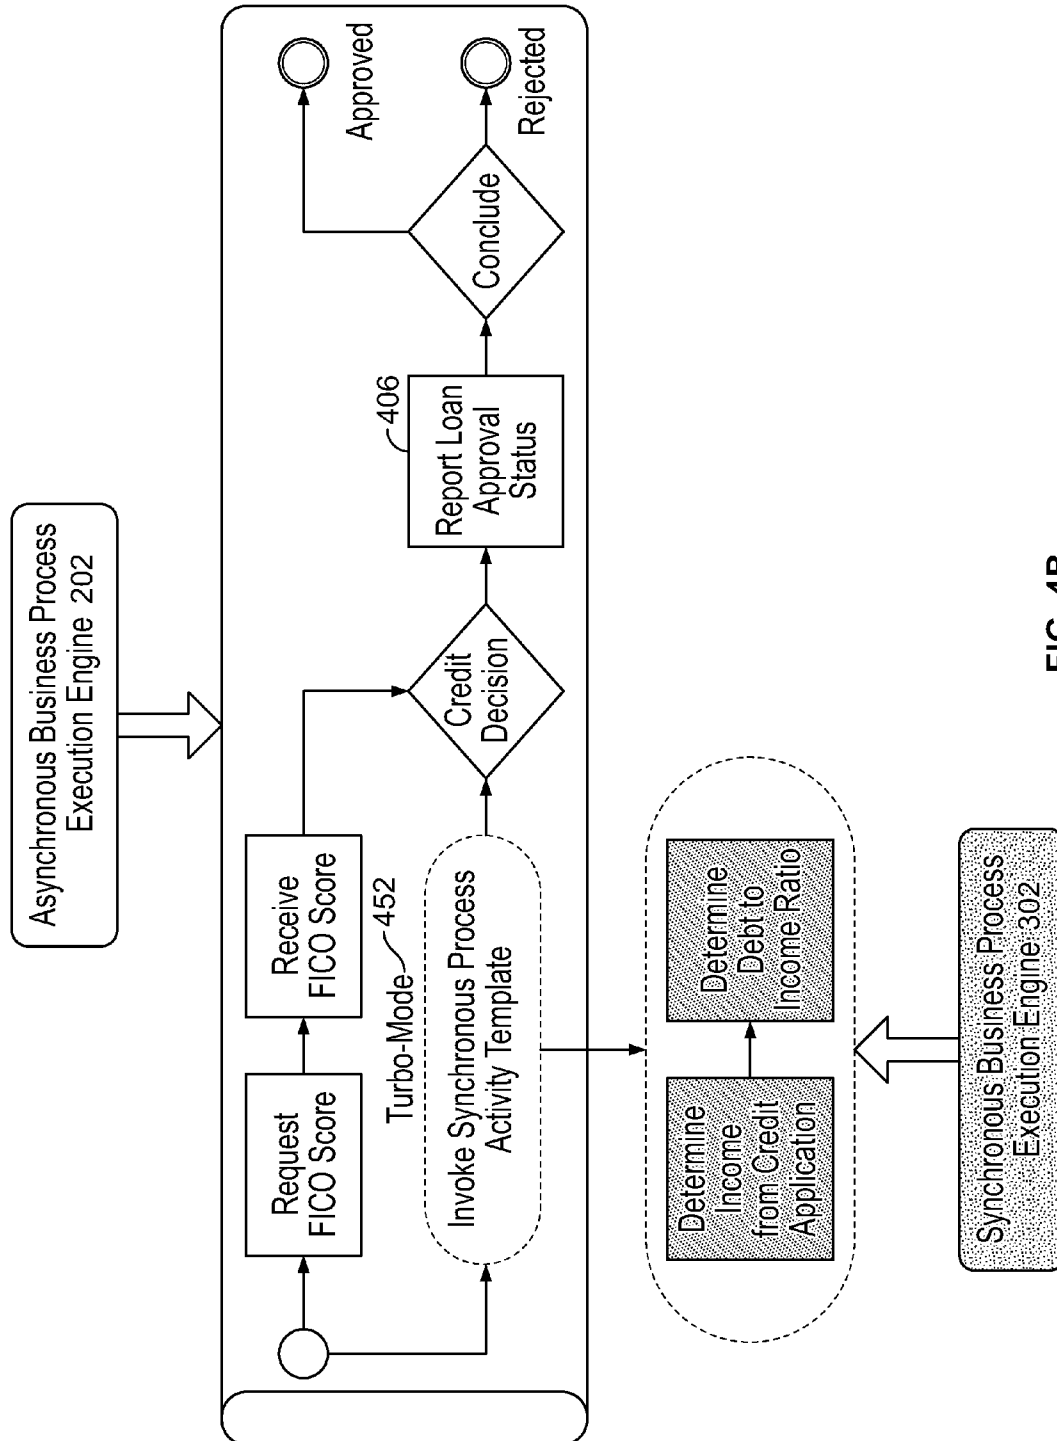 Asynchronous Business Process
Execution Engine 202
Request
FICO Score
Receive
FICO Score
Turbo-Mode
452
Invoke Synchronous Process
Activity Template
Credit
Decision
406
Report Loan
Approval
Status
Conclude
Approved
Rejected
Determine
Income
from Credit
Application
Determine
Debt to
Income Ratio
Synchronous Business Process
Execution Engine 302
FIG. 4B